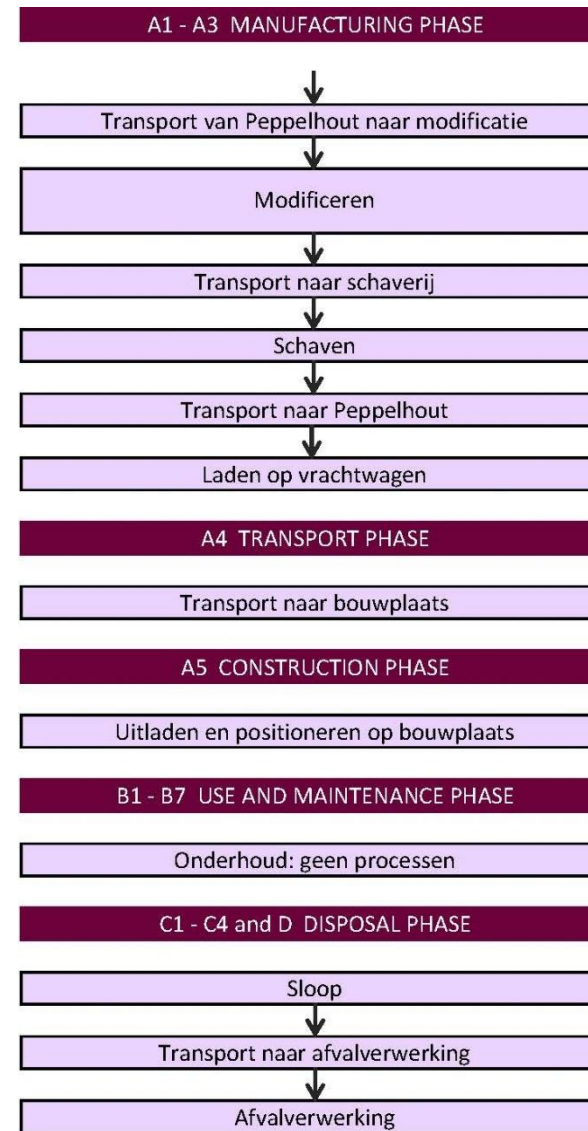 A1 - A3 MANUFACTURING PHASE
Transport van Peppelhout naar modificatie
Modificeren
Transport naar schaverij
Schaven
Transport naar Peppelhout
Laden op vrachtwagen
A4 TRANSPORT PHASE
Transport naar bouwplaats
A5 CONSTRUCTION PHASE
Uitladen en positioneren op bouwplaats
B1 - B7 USE AND MAINTENANCE PHASE
Onderhoud: geen processen
C1 - C4 and D DISPOSAL PHASE
Sloop
Transport naar afvalverwerking
Afvalverwerking